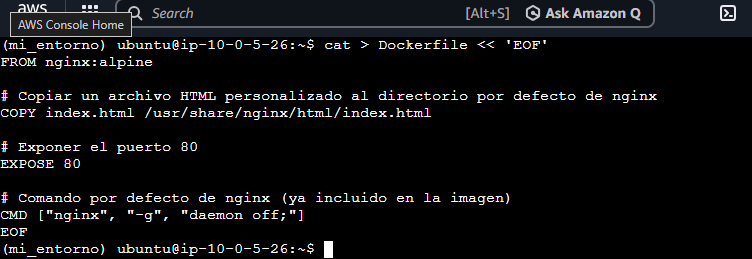 aws
Search
[Alt+S]
Ask Amazon Q
AWS Console Home
(mi_entorno) ubuntu@ip-10-0-5-26:~$ cat > Dockerfile << 'EOF'
FROM nginx:alpine
# Copiar un archivo HTML personalizado al directorio por defecto de nginx
COPY index.html /usr/share/nginx/html/index.html
# Exponer el puerto 80
EXPOSE 80
# Comando por defecto de nginx (ya incluido en la imagen)
CMD ["nginx", "-g", "daemon off;"]
EOF
(mi_entorno) ubuntu@ip-10-0-5-26:~$